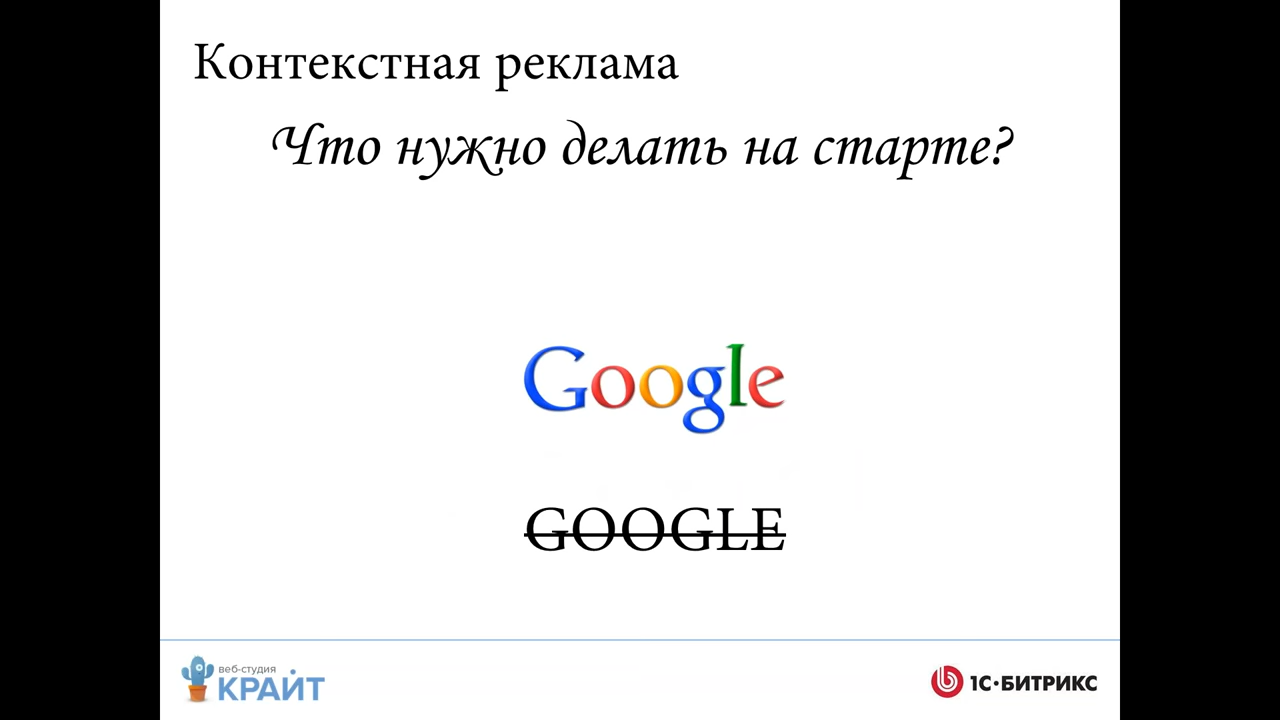 Контекстная реклама
Что нужно делать на старте?
Google
GOOGLE
веб-студия
КРАЙТ
1С·БИТРИКС